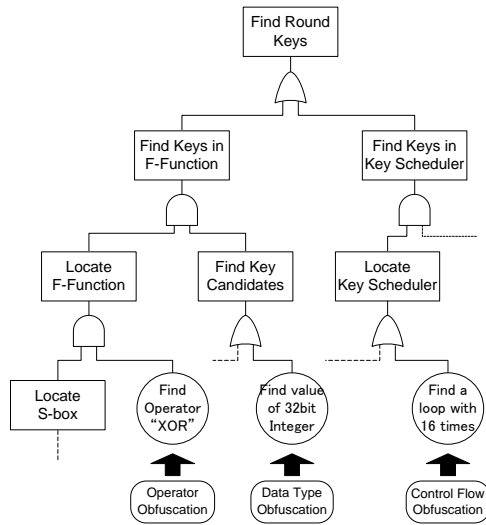 Find Round
Keys
Find Keys in
F-Function
Find Keys in
Key Scheduler
Locate
F-Function
Find Key
Candidates
Locate
Key Scheduler
Locate
S-box
Find
Operator
“XOR”
Find value
of 32bit
Integer
Find a
loop with
16 times
Operator
Obfuscation
Data Type
Obfuscation
Control Flow
Obfuscation